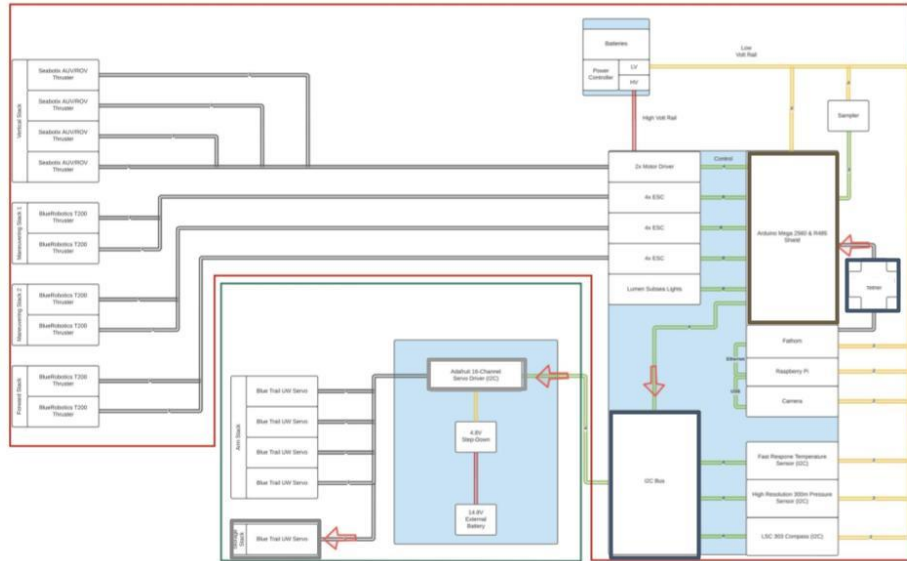 Batteries
Power
Controller
LV
HV
Low
Volt Rail
High Volt Rail
Sampler
Vertical Stack
Seabotix AUV/ROV
Thruster
Seabotix AUV/ROV
Thruster
Seabotix AUV/ROV
Thruster
Seabotix AUV/ROV
Thruster
Maneuvering Stack 1
BlueRobotics T200
Thruster
BlueRobotics T200
Thruster
Maneuvering Stack 2
BlueRobotics T200
Thruster
BlueRobotics T200
Thruster
Forward Stack
BlueRobotics T200
Thruster
BlueRobotics T200
Thruster
2x Motor Driver
4x ESC
4x ESC
4x ESC
Lumen Subsea Lights
Control
Arduino Mega 2560 & R485
Shield
Tether
Fathom
Raspberry Pi
Camera
Ethernet
USB
Adafruit 16-Channel
Servo Driver (I2C)
4.8V
Step-Down
14.8V
External
Battery
Arm Stack
Blue Trail UW Servo
Blue Trail UW Servo
Blue Trail UW Servo
Blue Trail UW Servo
Storage
Stack
Blue Trail UW Servo
I2C Bus
Fast Respone Temperature
Sensor (I2C)
High Resolution 300m Pressure
Sensor (I2C)
LSC 303 Compass (I2C)